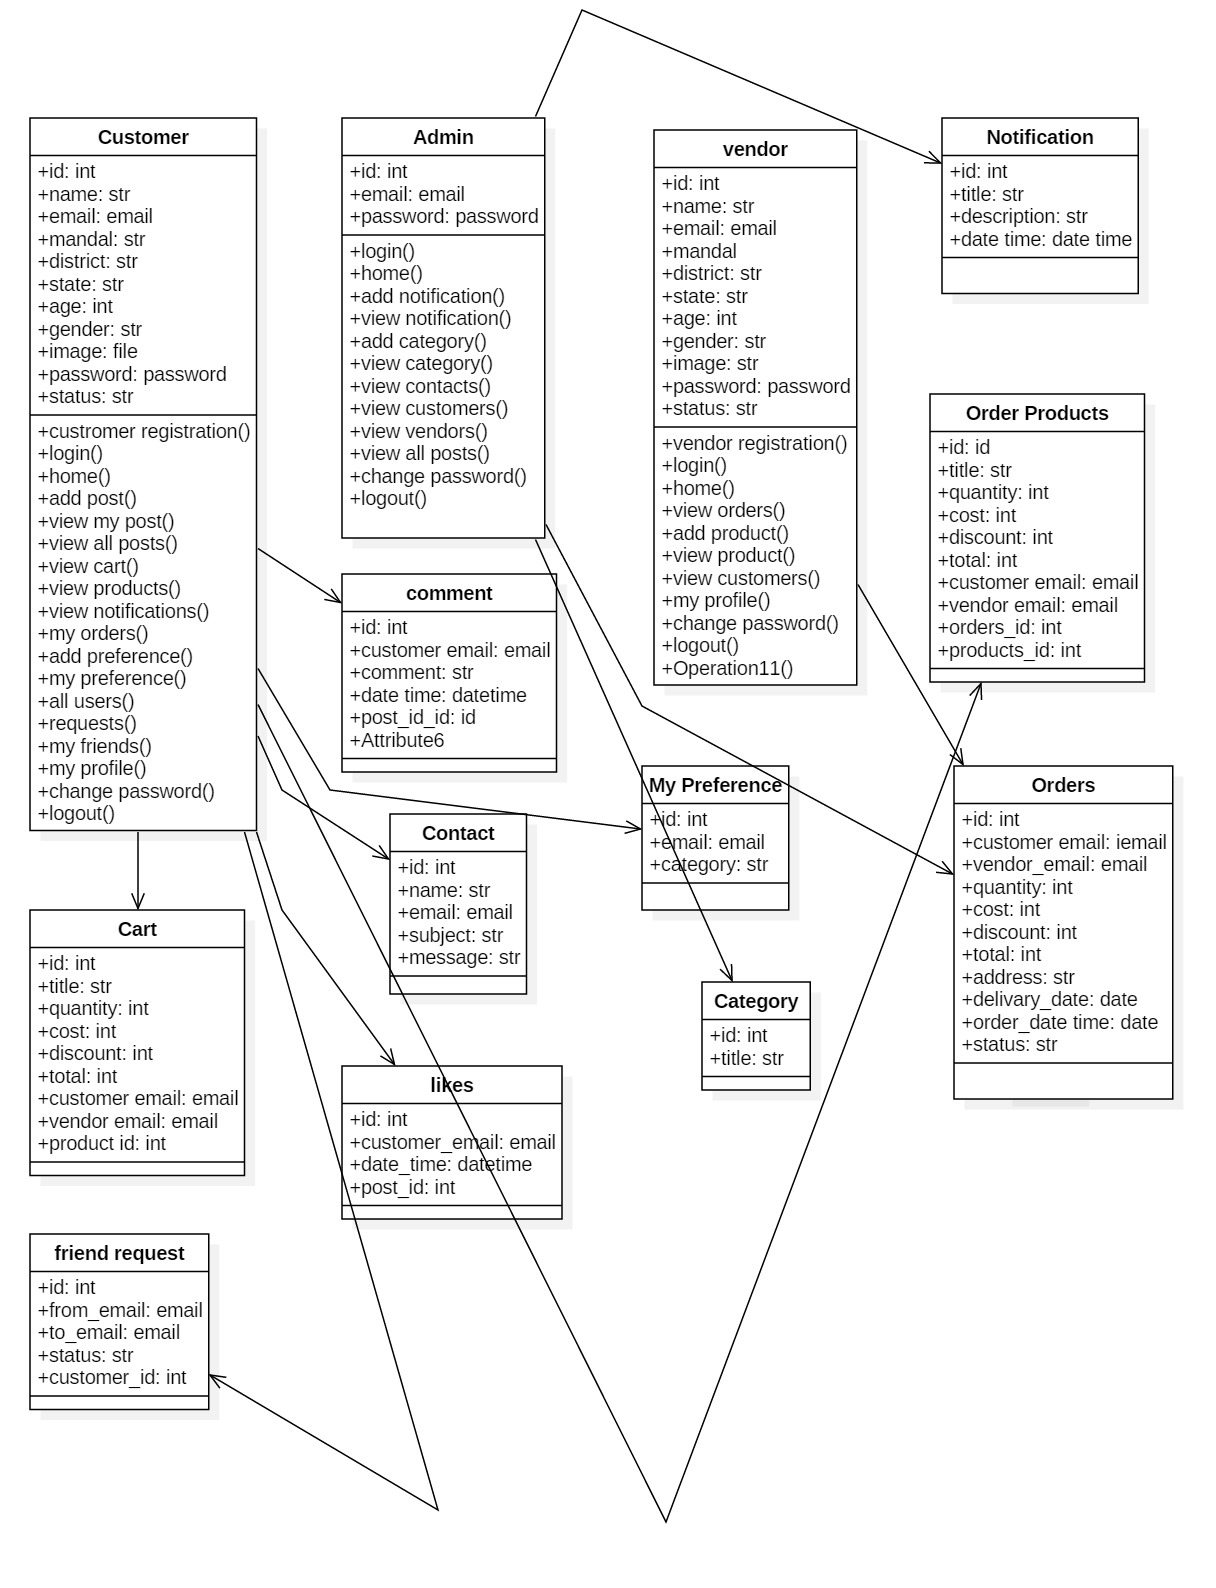 Customer
+id: int
+name: str
+email: email
+mandal: str
+district: str
+state: str
+age: int
+gender: str
+image: file
+password: password
+status: str
+custromer registration()
+login()
+home()
+add post()
+view my post()
+view all posts()
+view cart()
+view products()
+view notifications()
+my orders()
+add preference()
+my preference()
+all users()
+requests()
+my friends()
+my profile()
+change password()
+logout()
Admin
+id: int
+email: email
+password: password
+login()
+home()
+add notification()
+view notification()
+add category()
+view category()
+view contacts()
+view customers()
+view vendors()
+view all posts()
+change password()
+logout()
vendor
+id: int
+name: str
+email: email
+mandal
+district: str
+state: str
+age: int
+gender: str
+image: str
+password: password
+status: str
+vendor registration()
+login()
+home()
+view orders()
+add product()
+view product()
+view customers()
+my profile()
+change password()
+logout()
+Operation11()
Notification
+id: int
+title: str
+description: str
+date time: date time
Order Products
+id: id
+title: str
+quantity: int
+cost: int
+discount: int
+total: int
+customer email: email
+vendor email: email
+orders_id: int
+products_id: int
comment
+id: int
+customer email: email
+comment: str
+date time: datetime
+post_id_id: id
+Attribute6
My Preference
+id: int
+email: email
+category: str
Orders
+id: int
+customer email: iemail
+vendor_email: email
+quantity: int
+cost: int
+discount: int
+total: int
+address: str
+delivary_date: date
+order_date time: date
+status: str
Contact
+id: int
+name: str
+email: email
+subject: str
+message: str
Cart
+id: int
+title: str
+quantity: int
+cost: int
+discount: int
+total: int
+customer email: email
+vendor email: email
+product id: int
Category
+id: int
+title: str
likes
+id: int
+customer_email: email
+date_time: datetime
+post_id: int
friend request
+id: int
+from_email: email
+to_email: email
+status: str
+customer_id: int